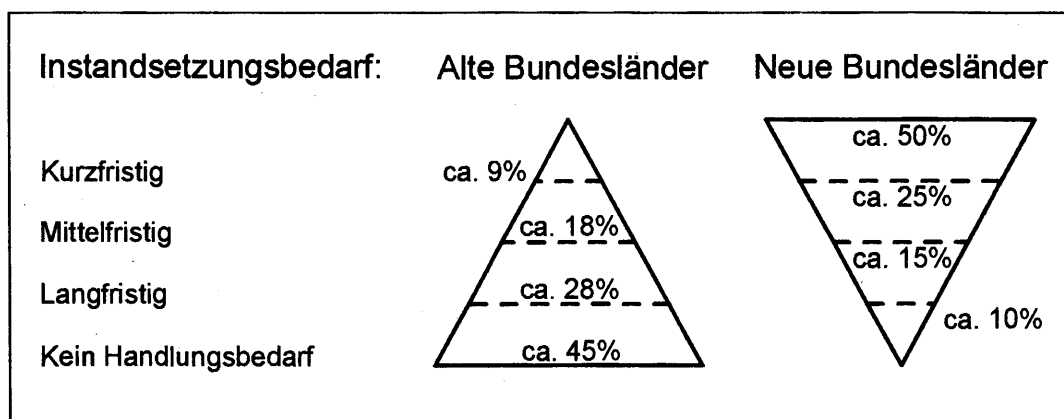 Instandsetzungsbedarf: Alte Bundesländer Neue Bundesländer
Kurzfristig ca. 9% ca. 50%
Mittelfristig ca. 18% ca. 25%
Langfristig ca. 28% ca. 15%
Kein Handlungsbedarf ca. 45% ca. 10%